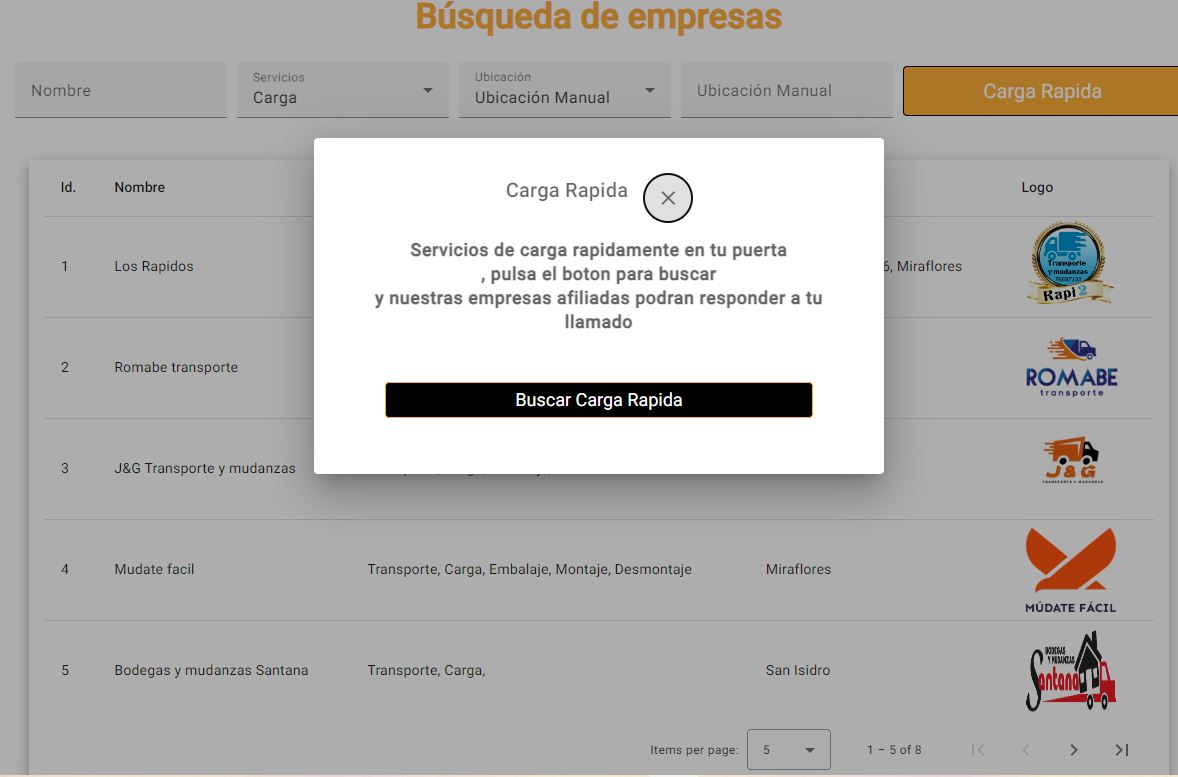 Búsqueda de empresas
Nombre
Servicios
Carga
Ubicación
Ubicación Manual
Ubicación Manual
Carga Rapida
Id.
Nombre
Logo
Carga Rapida
Servicios de carga rapidamente en tu puerta
, pulsa el boton para buscar
y nuestras empresas afiliadas podran responder a tu
llamado
Buscar Carga Rapida
1
Los Rapidos
6, Miraflores
Transporte
y mudanzas
Rapi 2
2
Romabe transporte
ROMABE
transporte
3
J&G Transporte y mudanzas
J&G
TRANSPORTE Y MUDANZAS
4
Mudate facil
Transporte, Carga, Embalaje, Montaje, Desmontaje
Miraflores
MÚDATE FÁCIL
5
Bodegas y mudanzas Santana
Transporte, Carga,
San Isidro
BODEGAS
Y MUDANZAS
Santana
Items per page:
5
1 – 5 of 8